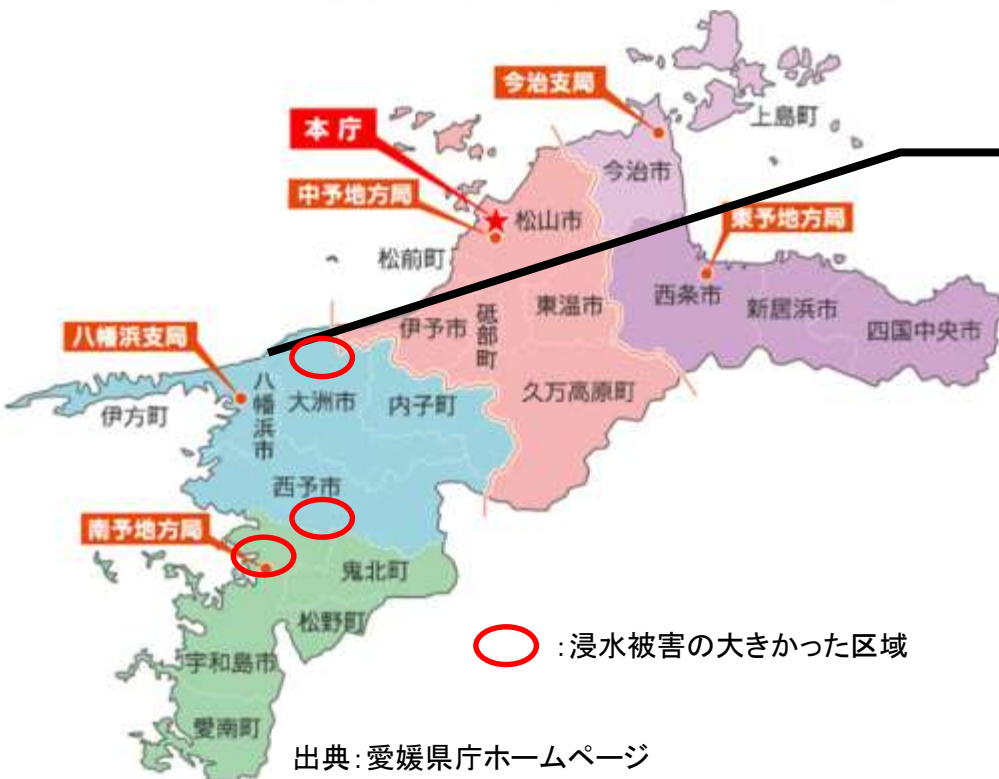 今治支局
上島町
本庁
今治市
中予地方局
松山市
東予地方局
松前町
西条市
東温市
新居浜市
伊予市
砥部町
四国中央市
八幡浜支局
八幡浜市
大洲市
内子町
久万高原町
伊方町
西予市
南予地方局
鬼北町
松野町
:浸水被害の大きかった区域
宇和島市
愛南町
出典:愛媛県庁ホームページ